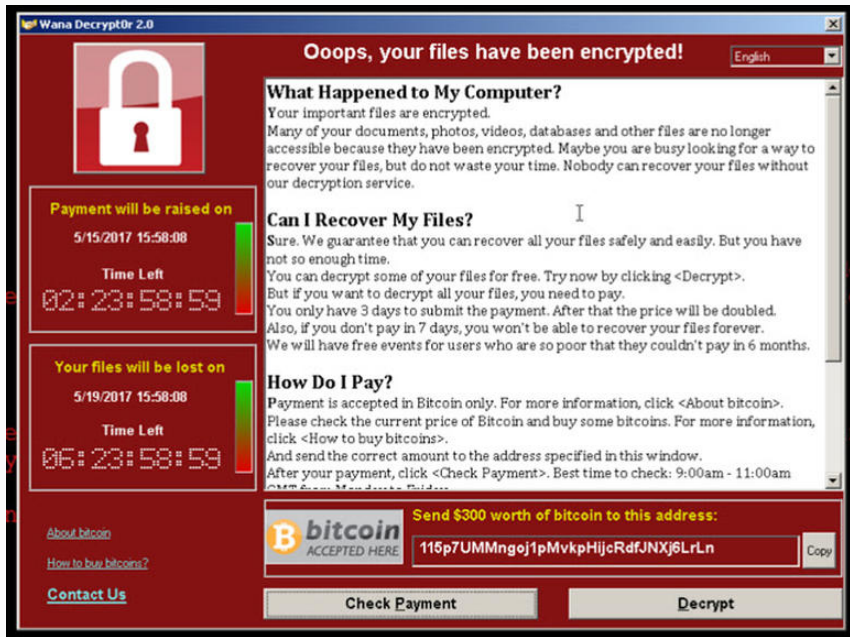 Wana Decrypt0r 2.0
Ooops, your files have been encrypted!
English
What Happened to My Computer?
Your important files are encrypted.
Many of your documents, photos, videos, databases and other files are no longer
accessible because they have been encrypted. Maybe you are busy looking for a way to
recover your files, but do not waste your time. Nobody can recover your files without
our decryption service.
Can I Recover My Files?
Sure. We guarantee that you can recover all your files safely and easily. But you have
not so enough time.
You can decrypt some of your files for free. Try now by clicking <Decrypt>.
But if you want to decrypt all your files, you need to pay.
You only have 3 days to submit the payment. After that the price will be doubled.
Also, if you don't pay in 7 days, you won't be able to recover your files forever.
We will have free events for users who are so poor that they couldn't pay in 6 months.
How Do I Pay?
Payment is accepted in Bitcoin only. For more information, click <About bitcoin>.
Please check the current price of Bitcoin and buy some bitcoins. For more information,
click <How to buy bitcoins>.
And send the correct amount to the address specified in this window.
After your payment, click <Check Payment>. Best time to check: 9:00am - 11:00am
GMT from Monday to Friday
Payment will be raised on
5/15/2017 15:58:08
Time Left
02:23:58:59
Your files will be lost on
5/19/2017 15:58:08
Time Left
06:23:58:59
About bitcoin
How to buy bitcoins?
Contact Us
bitcoin
ACCEPTED HERE
Send $300 worth of bitcoin to this address:
115p7UMMngoj1pMvkpHijcRdfJNXj6LrLn
Copy
Check Payment
Decrypt